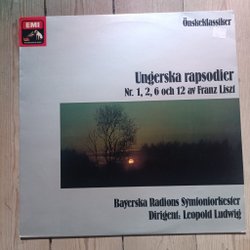 EMI
Önskeklassiker
Ungerska rapsodier
Nr. 1, 2, 6 och 12 av Franz Liszt
Bayerska Radions Symfoniorkester
Dirigent: Leopold Ludwig